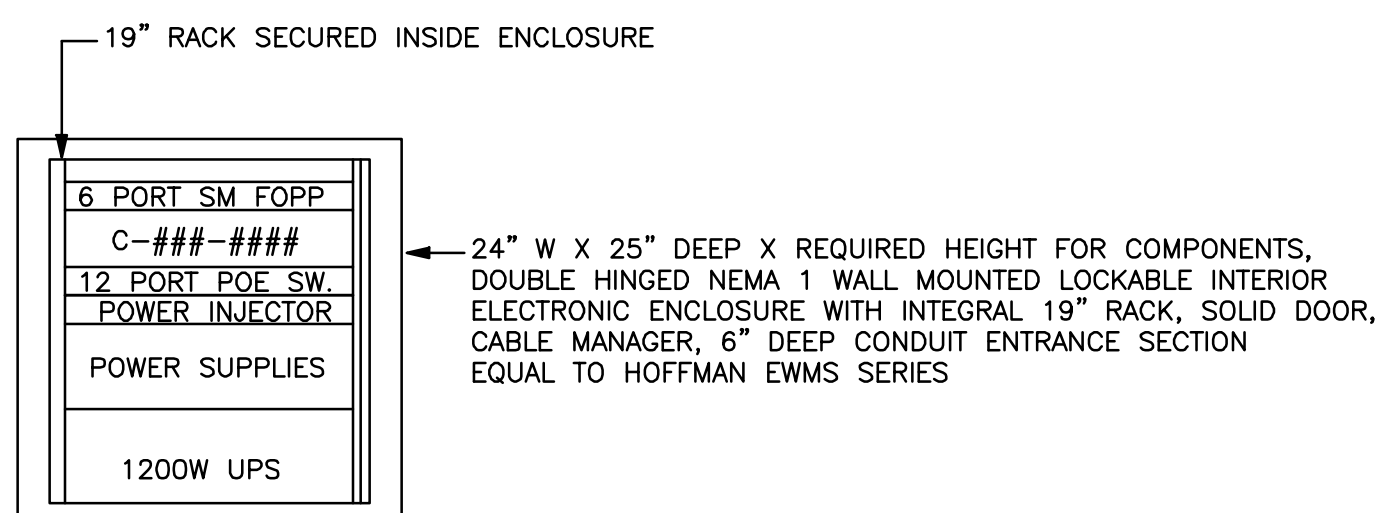 19” RACK SECURED INSIDE ENCLOSURE
6 PORT SM FOPP
C-###-####
12 PORT POE SW.
POWER INJECTOR
POWER SUPPLIES
1200W UPS
24” W X 25” DEEP X REQUIRED HEIGHT FOR COMPONENTS,
DOUBLE HINGED NEMA 1 WALL MOUNTED LOCKABLE INTERIOR
ELECTRONIC ENCLOSURE WITH INTEGRAL 19” RACK, SOLID DOOR,
CABLE MANAGER, 6” DEEP CONDUIT ENTRANCE SECTION
EQUAL TO HOFFMAN EWMS SERIES